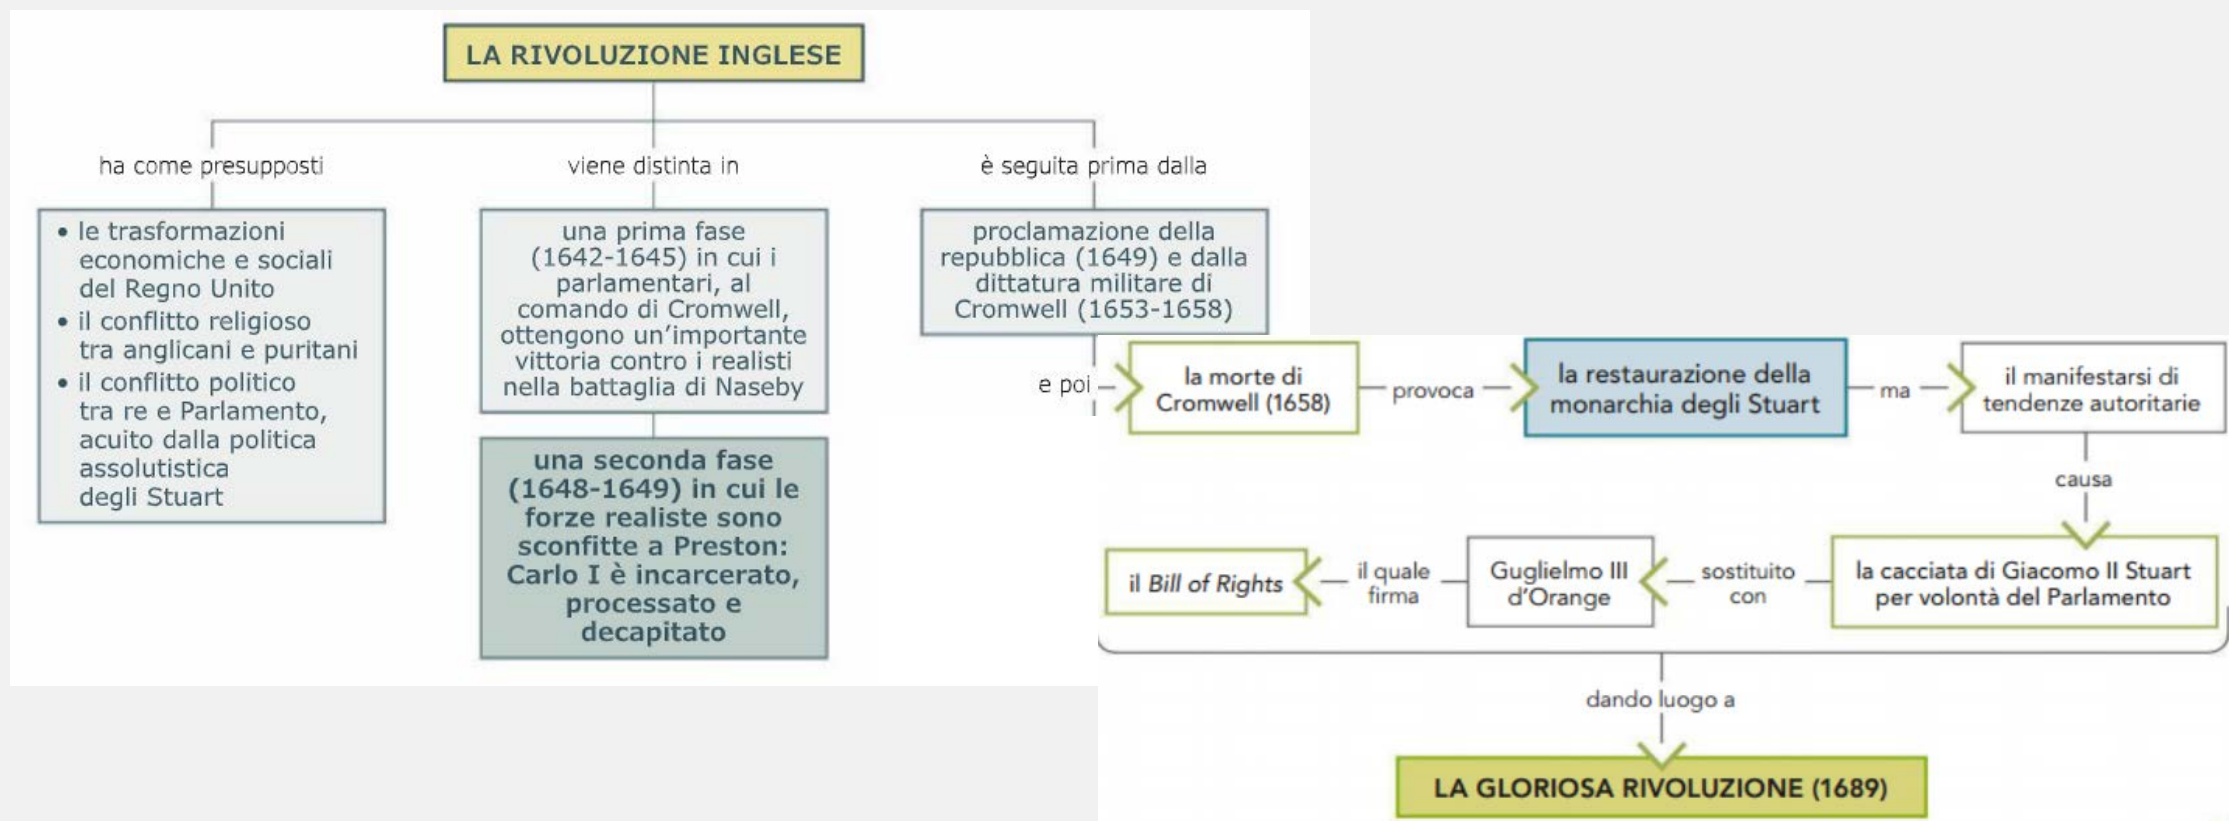 LA RIVOLUZIONE INGLESE
ha come presupposti
• le trasformazioni
economiche e sociali
del Regno Unito
• il conflitto religioso
tra anglicani e puritani
• il conflitto politico
tra re e Parlamento,
acuito dalla politica
assolutistica
degli Stuart
viene distinta in
una prima fase
(1642-1645) in cui i
parlamentari, al
comando di Cromwell,
ottengono un'importante
vittoria contro i realisti
nella battaglia di Naseby
una seconda fase
(1648-1649) in cui le
forze realiste sono
sconfitte a Preston:
Carlo I è incarcerato,
processato e
decapitato
è seguita prima dalla
proclamazione della
repubblica (1649) e dalla
dittatura militare di
Cromwell (1653-1658)
e poi
la morte di
Cromwell (1658)
provoca
la restaurazione della
monarchia degli Stuart
ma
il manifestarsi di
tendenze autoritarie
causa
la cacciata di Giacomo II Stuart
per volontà del Parlamento
sostituito
con
Guglielmo III
d'Orange
il quale
firma
il Bill of Rights
dando luogo a
LA GLORIOSA RIVOLUZIONE (1689)